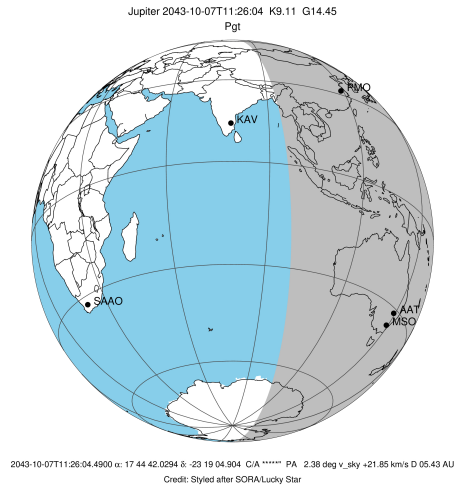 Jupiter 2043-10-07T11:26:04 K9.11 G14.45
Pgt
PMO
KAV
SAAO
AAT
MSO
2043-10-07T11:26:04.4900 α: 17 44 42.0294 δ: -23 19 04.904 C/A *****" PA 2.38 deg v_sky +21.85 km/s D 05.43 AU
Credit: Styled after SORA/Lucky Star